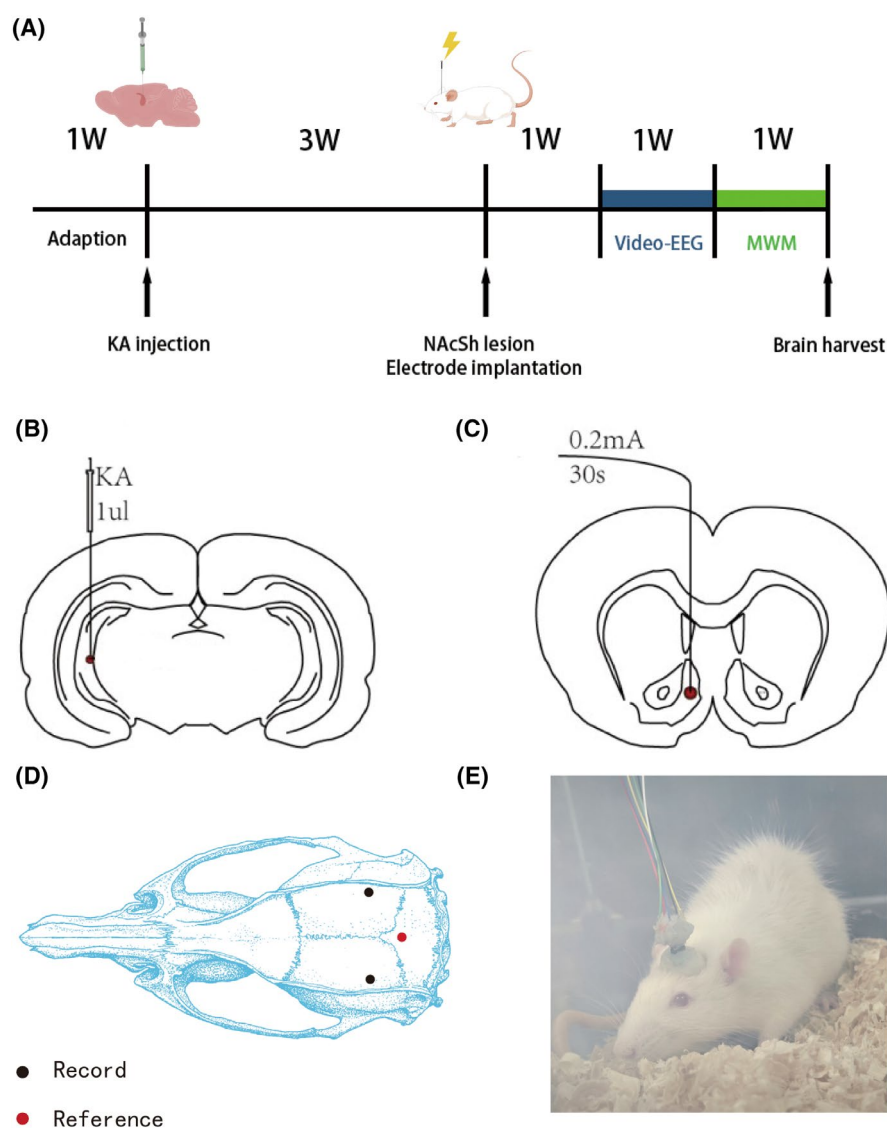 (A)
1W
3W
1W
1W
1W
Adaption
Video-EEG
MWM
KA injection
NAcSh lesion
Electrode implantation
Brain harvest
(B)
KA
1ul
(C)
0.2mA
30s
(D)
Record
Reference
(E)